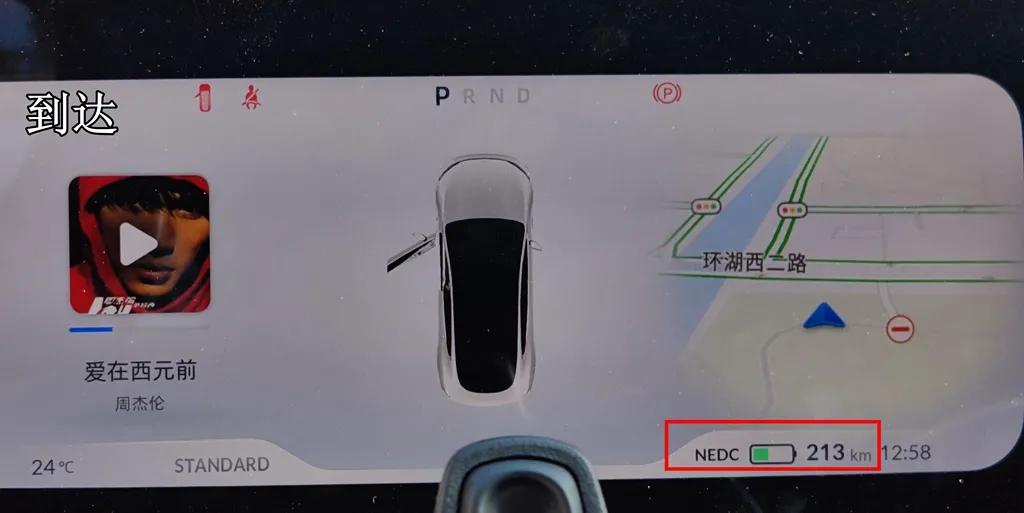 到达
P R N D
P
环湖西二路
爱在西元前
周杰伦
24°C
STANDARD
NEDC 213 km
12:58